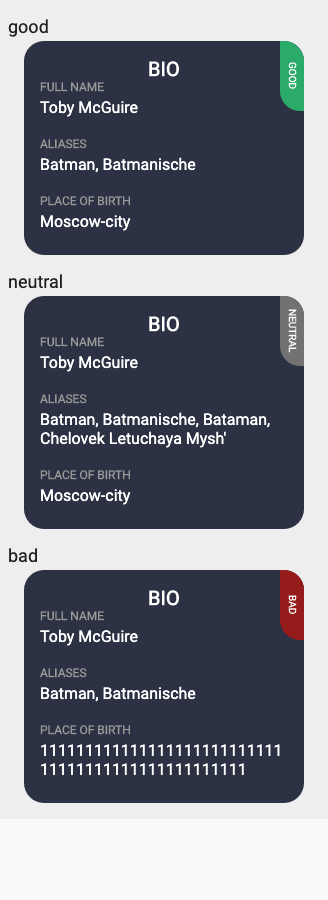 good
BIO
GOOD
FULL NAME
Toby McGuire
ALIASES
Batman, Batmanische
PLACE OF BIRTH
Moscow-city
neutral
BIO
NEUTRAL
FULL NAME
Toby McGuire
ALIASES
Batman, Batmanische, Bataman,
Chelovek Letuchaya Mysh'
PLACE OF BIRTH
Moscow-city
bad
BIO
BAD
FULL NAME
Toby McGuire
ALIASES
Batman, Batmanische
PLACE OF BIRTH
111111111111111111111111111
11111111111111111111111